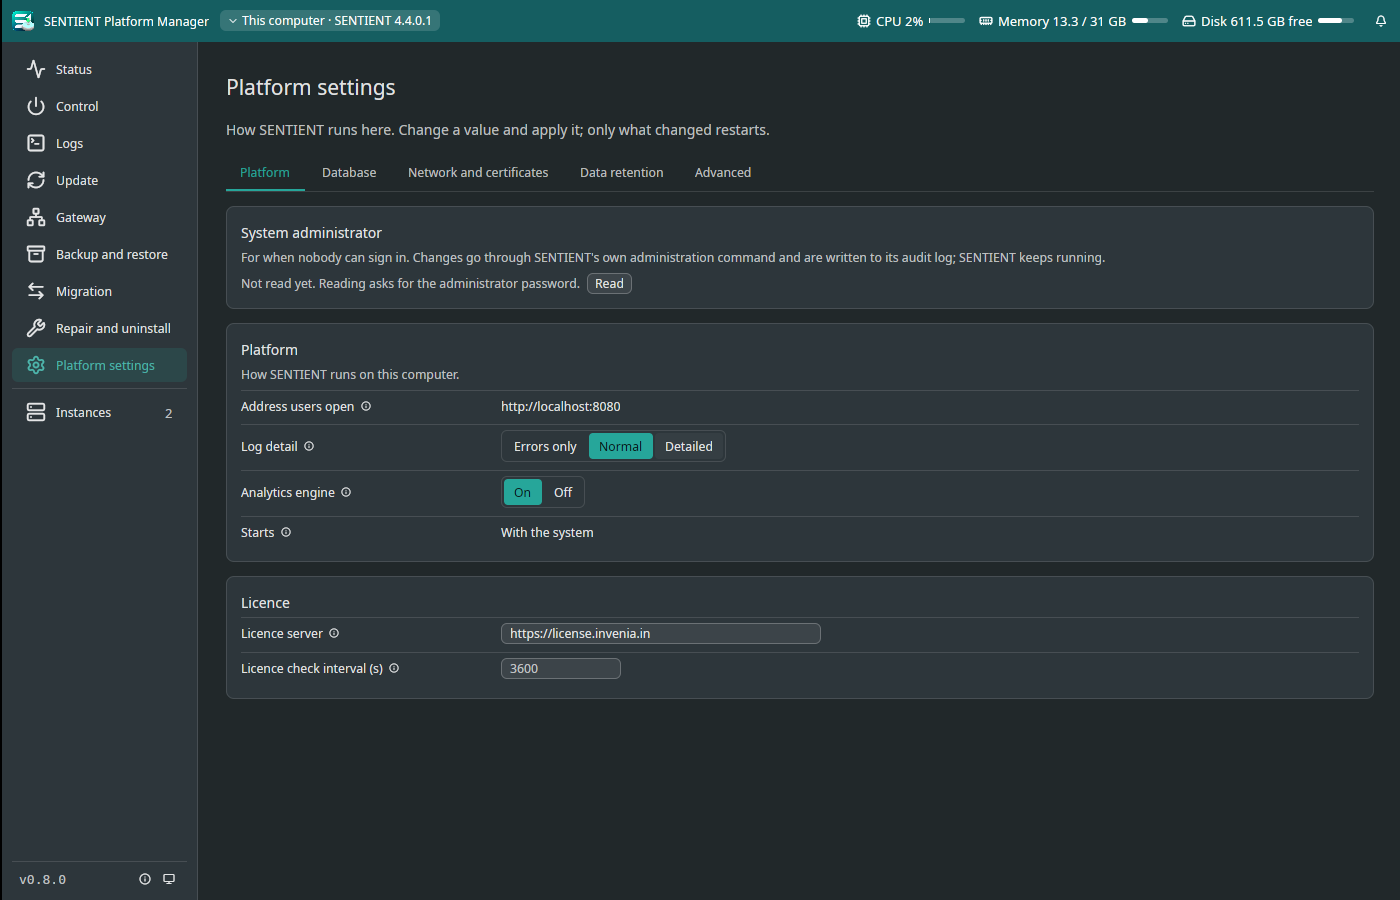 SENTIENT Platform Manager
This computer · SENTIENT 4.4.0.1
CPU 2%
Memory 13.3 / 31 GB
Disk 611.5 GB free
Status
Control
Logs
Update
Gateway
Backup and restore
Migration
Repair and uninstall
Platform settings
Instances 2
v0.8.0
Platform settings
How SENTIENT runs here. Change a value and apply it; only what changed restarts.
Platform Database Network and certificates Data retention Advanced
System administrator
For when nobody can sign in. Changes go through SENTIENT's own administration command and are written to its audit log; SENTIENT keeps running.
Not read yet. Reading asks for the administrator password. Read
Platform
How SENTIENT runs on this computer.
Address users open http://localhost:8080
Log detail Errors only Normal Detailed
Analytics engine On Off
Starts With the system
Licence
Licence server https://license.invenia.in
Licence check interval (s) 3600